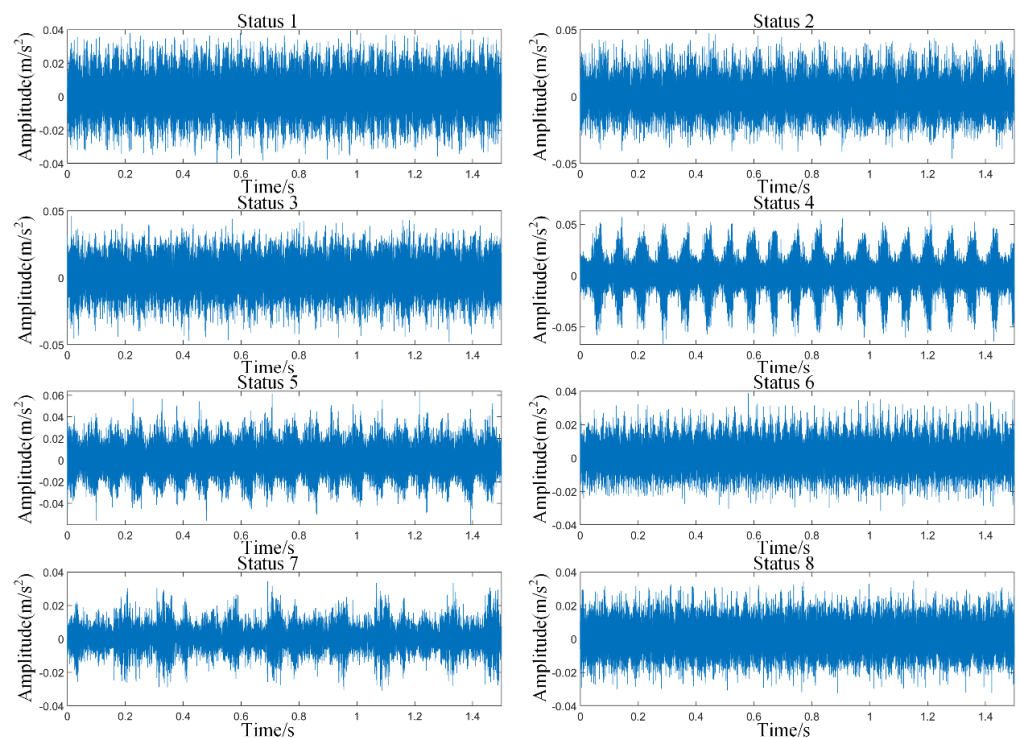 Status 1
Amplitude(m/s²)
0.04
0.02
0
-0.02
-0.04
0 0.2 0.4 0.6 0.8 1 1.2 1.4
Time/s
Status 2
Amplitude(m/s²)
0.05
0
-0.05
0 0.2 0.4 0.6 0.8 1 1.2 1.4
Time/s
Status 3
Amplitude(m/s²)
0.05
0
-0.05
0 0.2 0.4 0.6 0.8 1 1.2 1.4
Time/s
Status 4
Amplitude(m/s²)
0.05
0
-0.05
0 0.2 0.4 0.6 0.8 1 1.2 1.4
Time/s
Status 5
Amplitude(m/s²)
0.06
0.04
0.02
0
-0.02
-0.04
0 0.2 0.4 0.6 0.8 1 1.2 1.4
Time/s
Status 6
Amplitude(m/s²)
0.04
0.02
0
-0.02
-0.04
0 0.2 0.4 0.6 0.8 1 1.2 1.4
Time/s
Status 7
Amplitude(m/s²)
0.04
0.02
0
-0.02
-0.04
0 0.2 0.4 0.6 0.8 1 1.2 1.4
Time/s
Status 8
Amplitude(m/s²)
0.04
0.02
0
-0.02
-0.04
0 0.2 0.4 0.6 0.8 1 1.2 1.4
Time/s